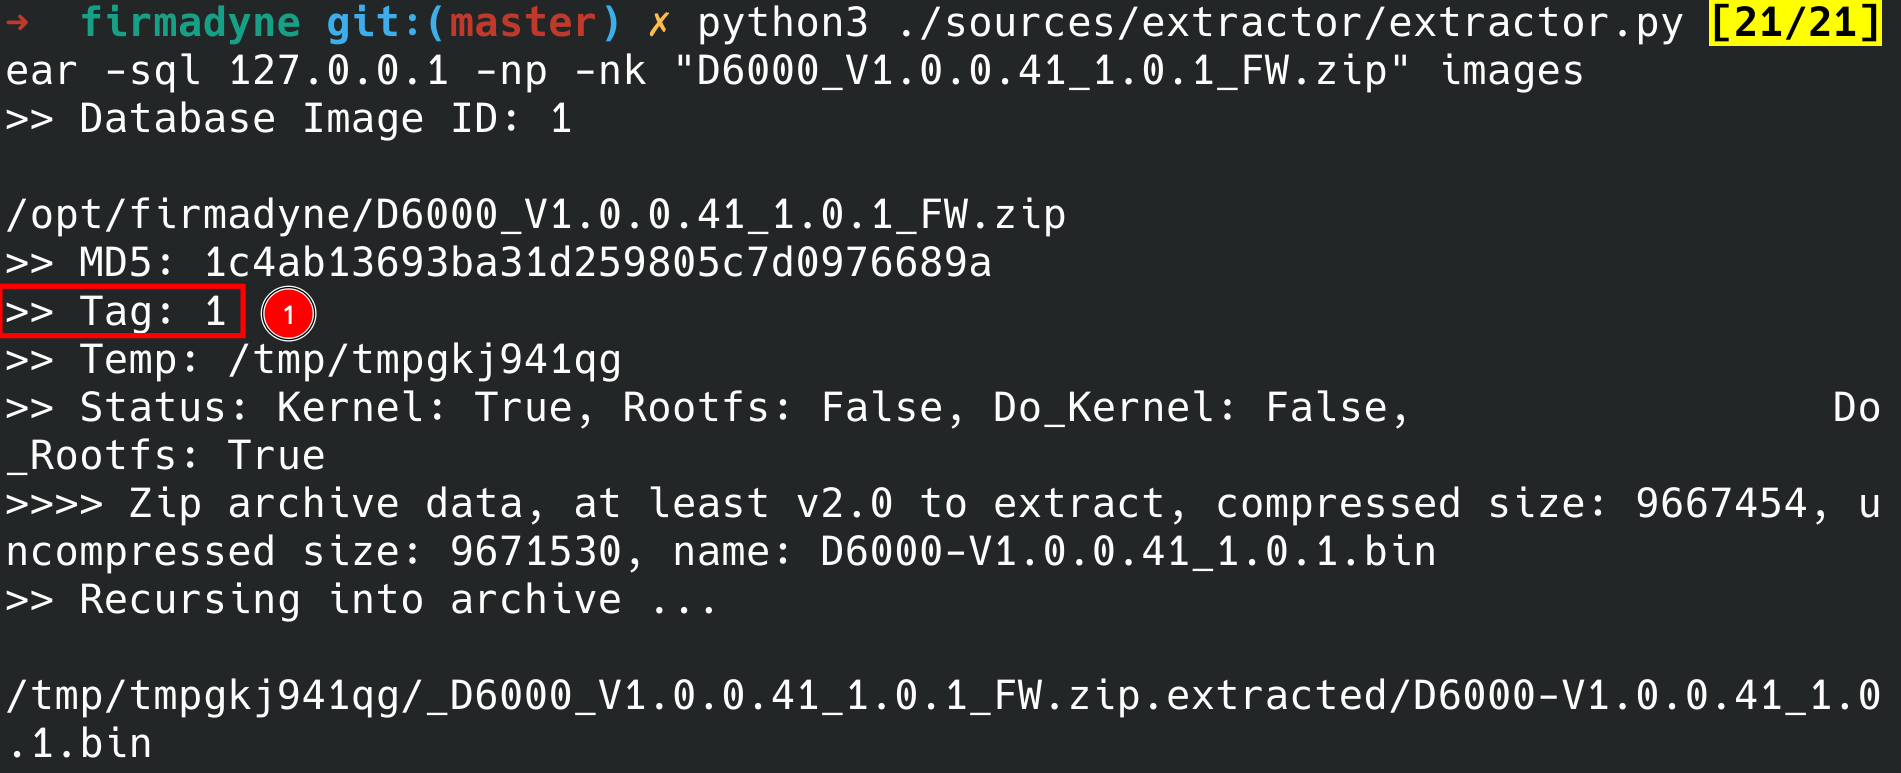 →  firmadyne git:(master) ✗ python3 ./sources/extractor/extractor.py [21/21]
ear -sql 127.0.0.1 -np -nk "D6000_V1.0.0.41_1.0.1_FW.zip" images
>> Database Image ID: 1
/opt/firmadyne/D6000_V1.0.0.41_1.0.1_FW.zip
>> MD5: 1c4ab13693ba31d259805c7d0976689a
>> Tag: 1 1
>> Temp: /tmp/tmpgkj941qg
>> Status: Kernel: True, Rootfs: False, Do_Kernel: False,                 Do
_Rootfs: True
>>>> Zip archive data, at least v2.0 to extract, compressed size: 9667454, u
ncompressed size: 9671530, name: D6000-V1.0.0.41_1.0.1.bin
>> Recursing into archive ...
/tmp/tmpgkj941qg/_D6000_V1.0.0.41_1.0.1_FW.zip.extracted/D6000-V1.0.0.41_1.0
.1.bin